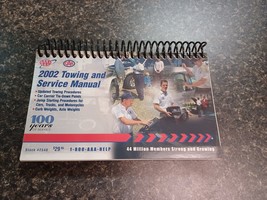 AAA
2002 Towing and
Service Manual
• Updated Towing Procedures
• Car Carrier Tie-Down Points
• Jump Starting Procedures for
Cars, Trucks, and Motorcycles
• Curb Weights, Axle Weights
100
years
1-800-AAA-HELP
44 Million Members Strong and Growing